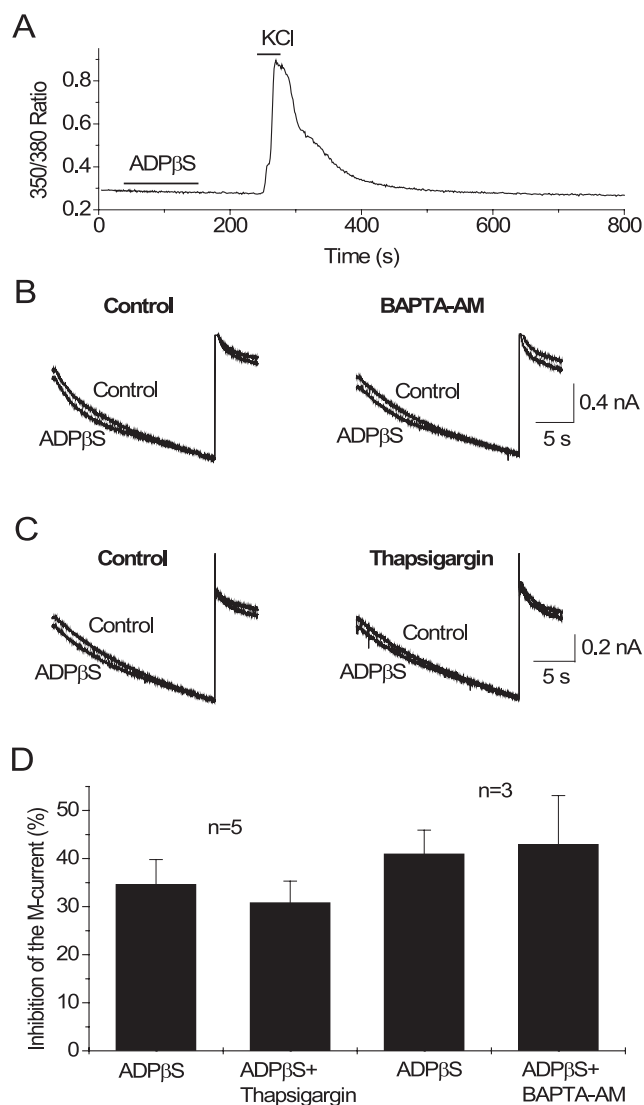 A
KCl
ADPβS
350/380 Ratio
0.8
0.6
0.4
0.2
0
200
400
600
800
Time (s)
B
Control
BAPTA-AM
Control
ADPβS
Control
ADPβS
0.4 nA
5 s
C
Control
Thapsigargin
Control
ADPβS
Control
ADPβS
0.2 nA
5 s
D
Inhibition of the M-current (%)
50
40
30
20
10
0
n=5
n=3
ADPβS
ADPβS+
Thapsigargin
ADPβS
ADPβS+
BAPTA-AM